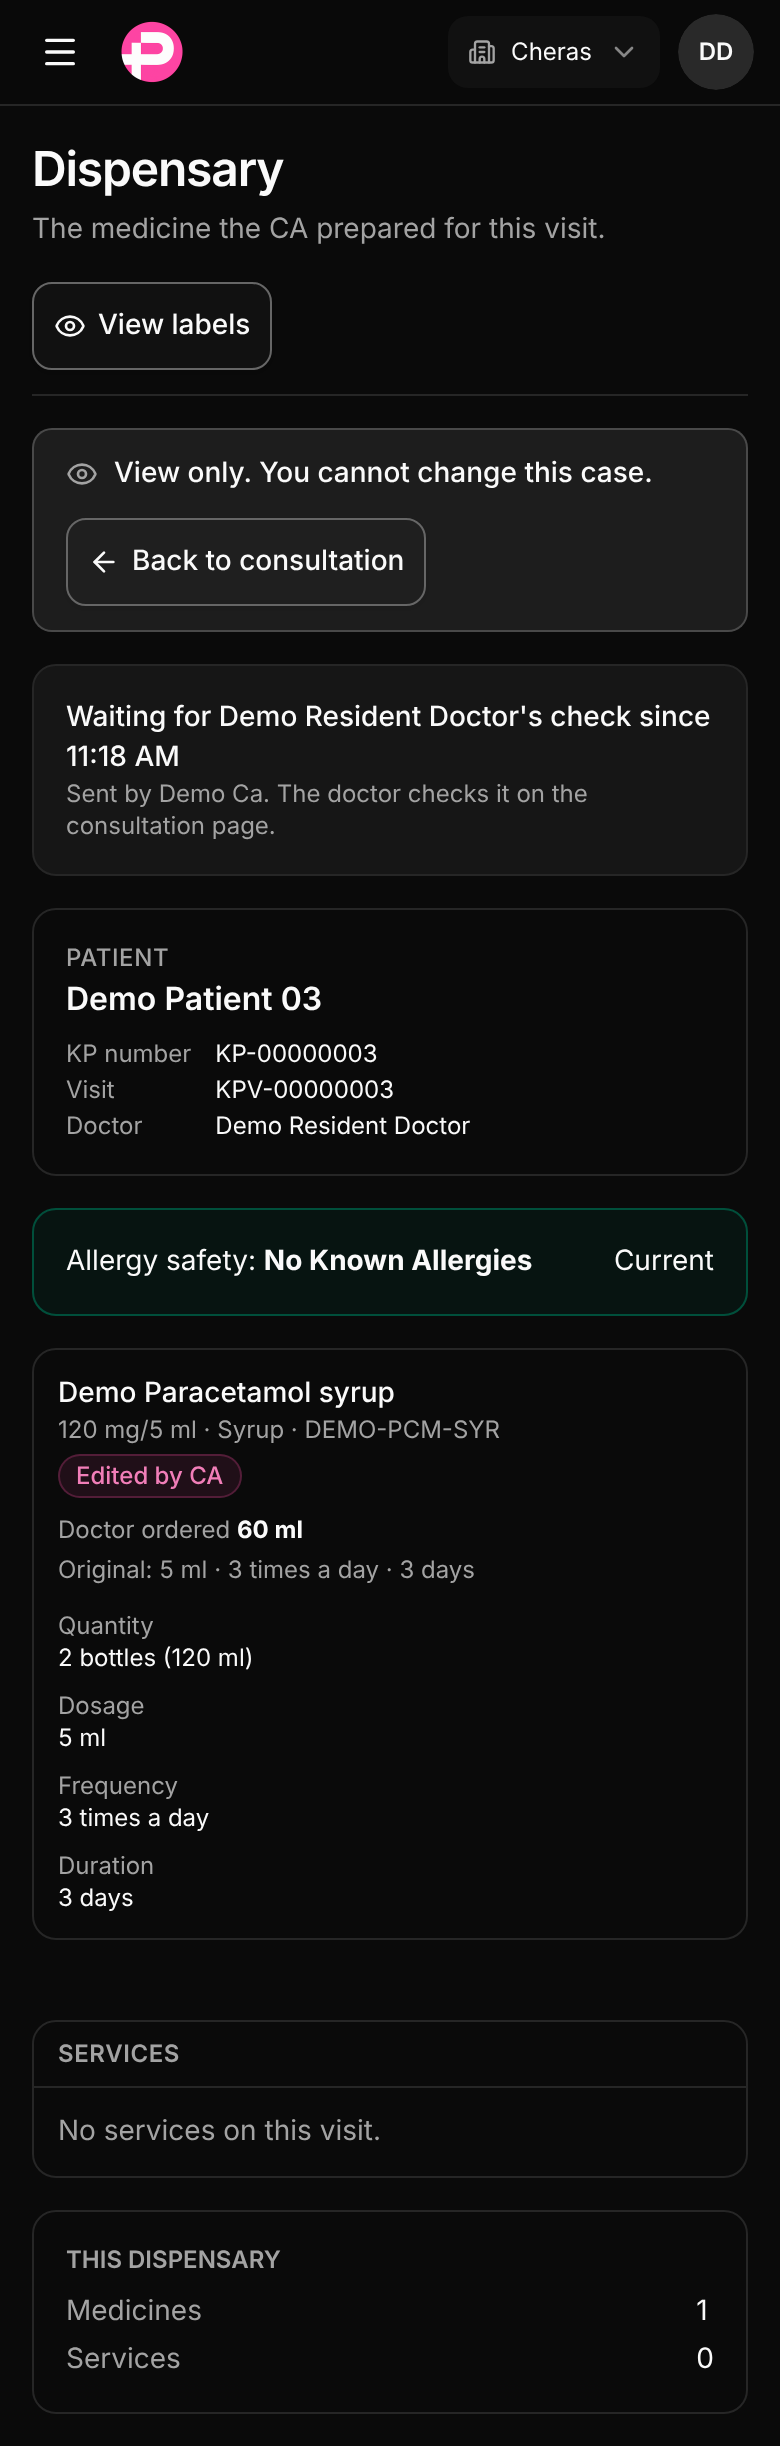 Cheras
DD
Dispensary
The medicine the CA prepared for this visit.
View labels
View only. You cannot change this case.
Back to consultation
Waiting for Demo Resident Doctor's check since
11:18 AM
Sent by Demo Ca. The doctor checks it on the
consultation page.
PATIENT
Demo Patient 03
KP number KP-00000003
Visit KPV-00000003
Doctor Demo Resident Doctor
Allergy safety: No Known Allergies Current
Demo Paracetamol syrup
120 mg/5 ml · Syrup · DEMO-PCM-SYR
Edited by CA
Doctor ordered 60 ml
Original: 5 ml · 3 times a day · 3 days
Quantity
2 bottles (120 ml)
Dosage
5 ml
Frequency
3 times a day
Duration
3 days
SERVICES
No services on this visit.
THIS DISPENSARY
Medicines 1
Services 0